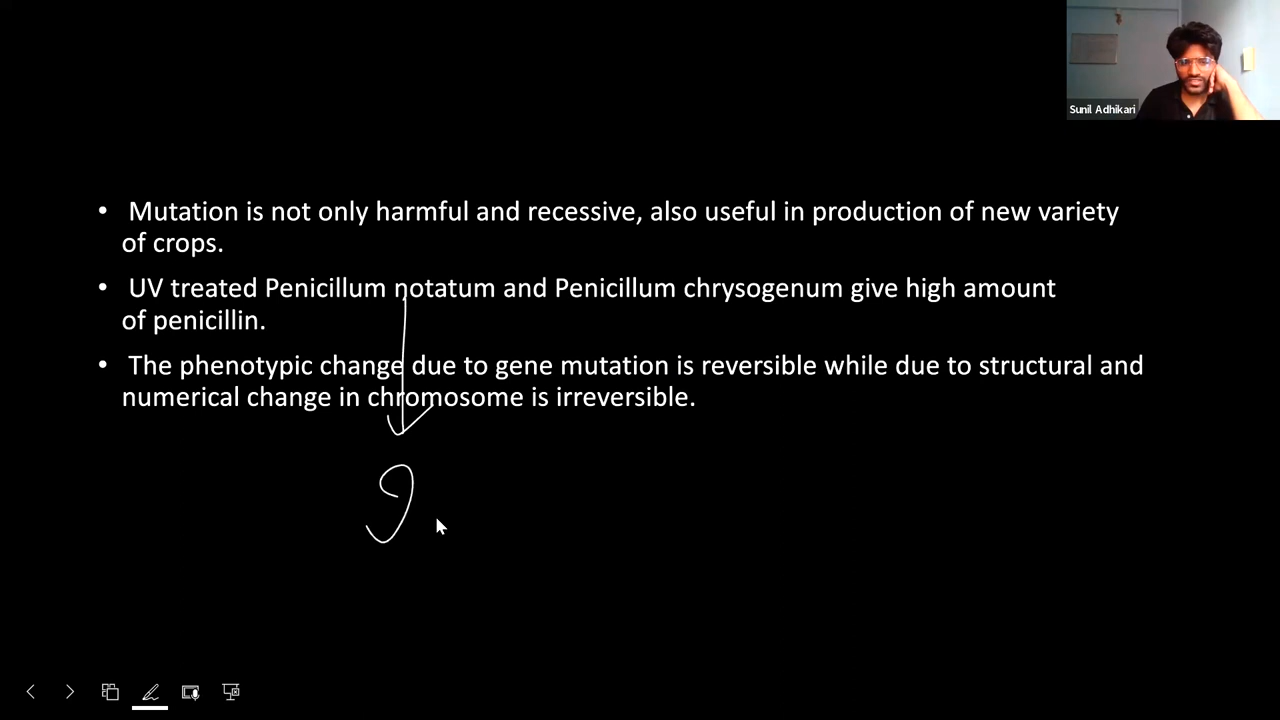 Sunil Adhikari
• Mutation is not only harmful and recessive, also useful in production of new variety
of crops.
• UV treated Penicillum notatum and Penicillum chrysogenum give high amount
of penicillin.
• The phenotypic change due to gene mutation is reversible while due to structural and
numerical change in chromosome is irreversible.
9